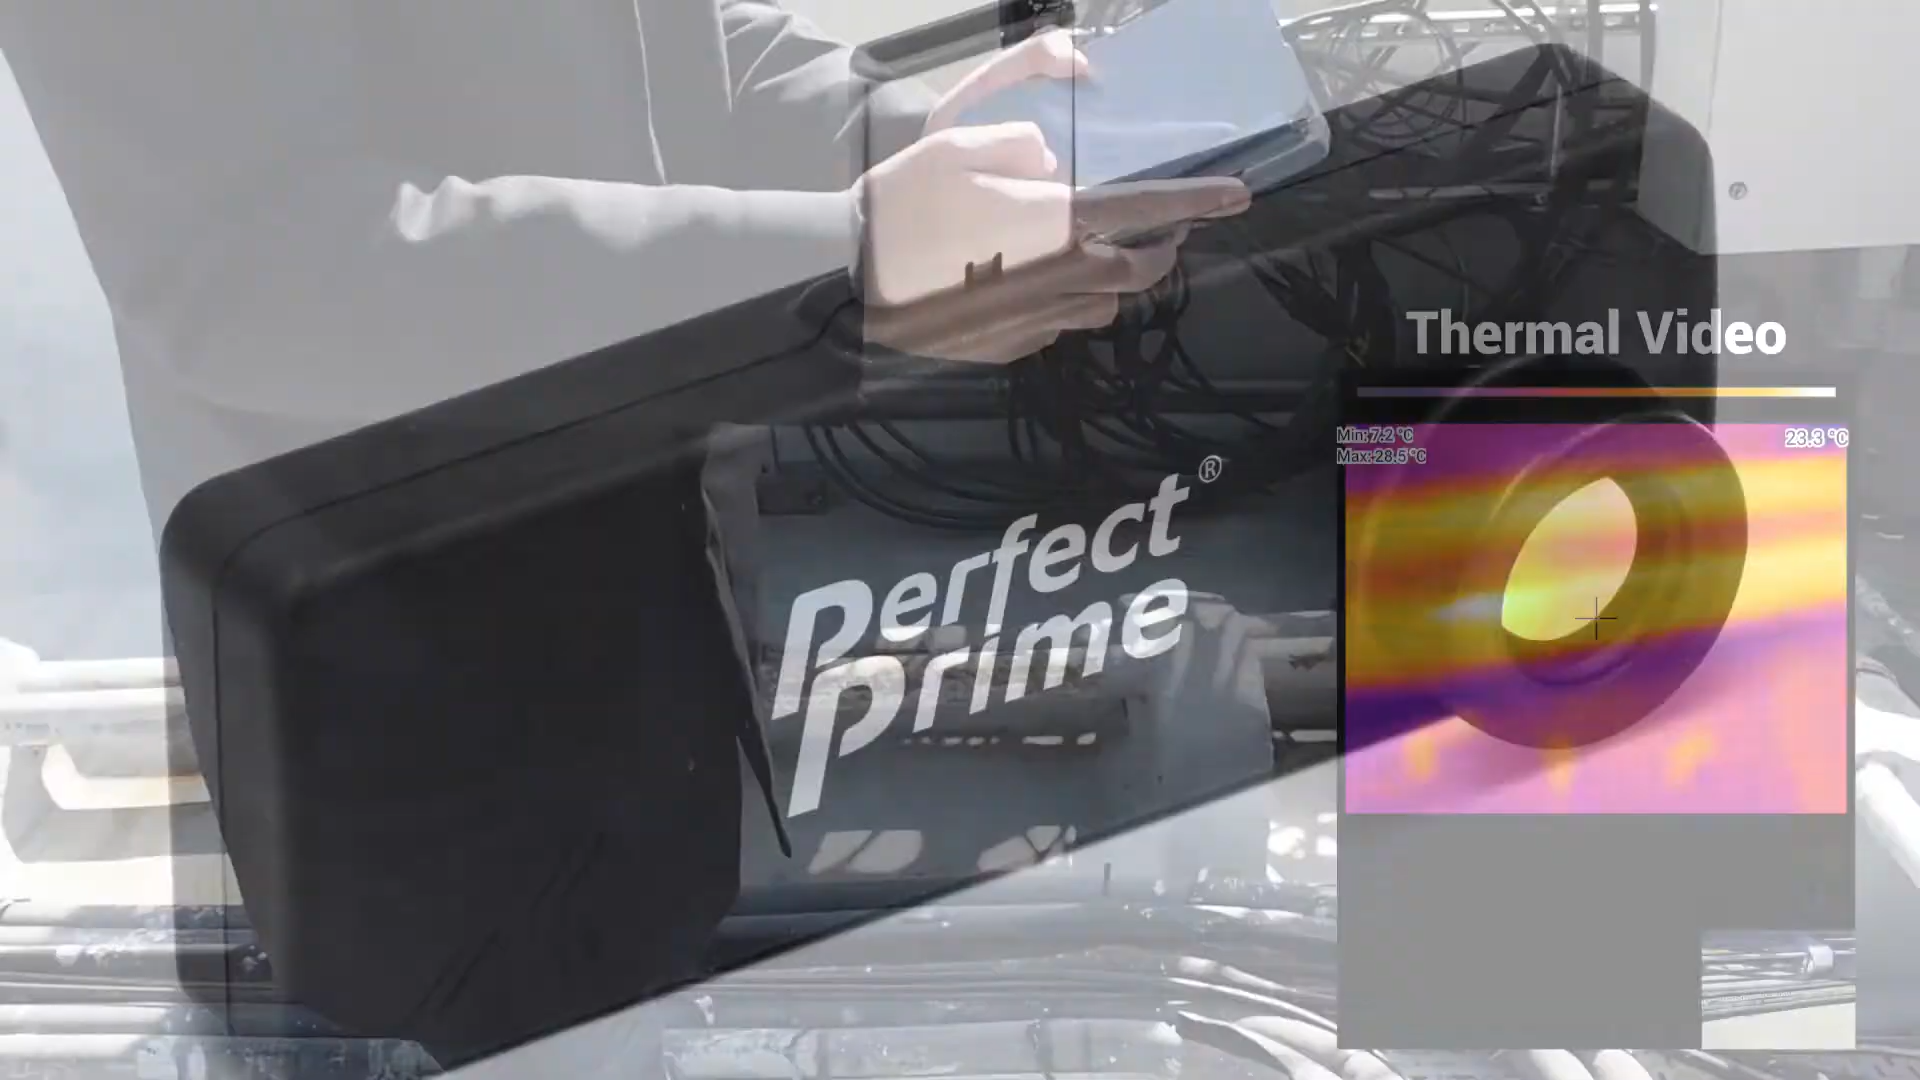 Perfect®
Prime
Thermal Video
Min: 7.2 °C
Max: 28.5 °C
23.3 °C